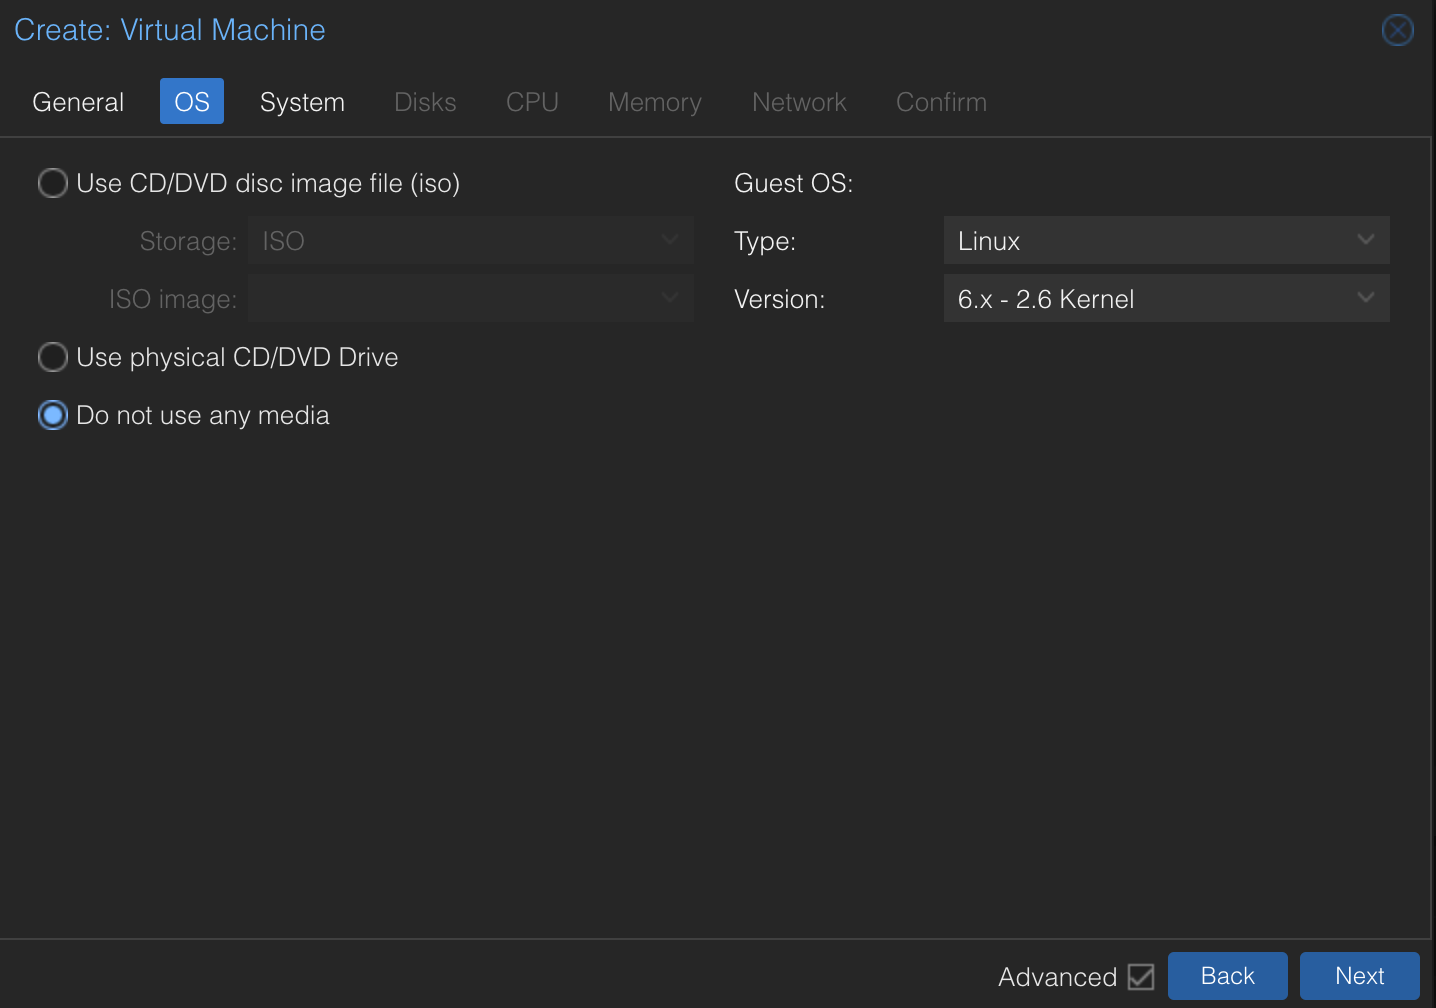 Create: Virtual Machine
General OS System Disks CPU Memory Network Confirm
Use CD/DVD disc image file (iso)
Storage: ISO
ISO image:
Use physical CD/DVD Drive
Do not use any media
Guest OS:
Type: Linux
Version: 6.x - 2.6 Kernel
Advanced Back Next